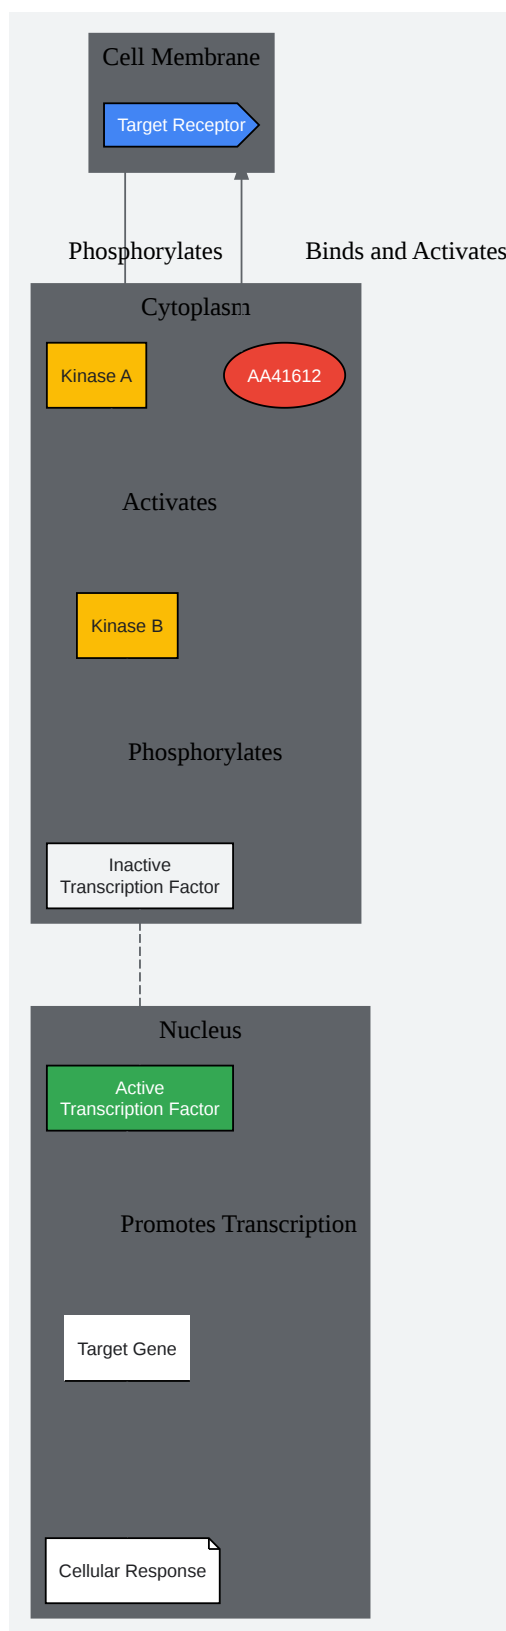 Cell Membrane
Target Receptor
Phosphorylates
Binds and Activates
Cytoplasm
Kinase A
AA41612
Activates
Kinase B
Phosphorylates
Inactive
Transcription Factor
Nucleus
Active
Transcription Factor
Promotes Transcription
Target Gene
Cellular Response